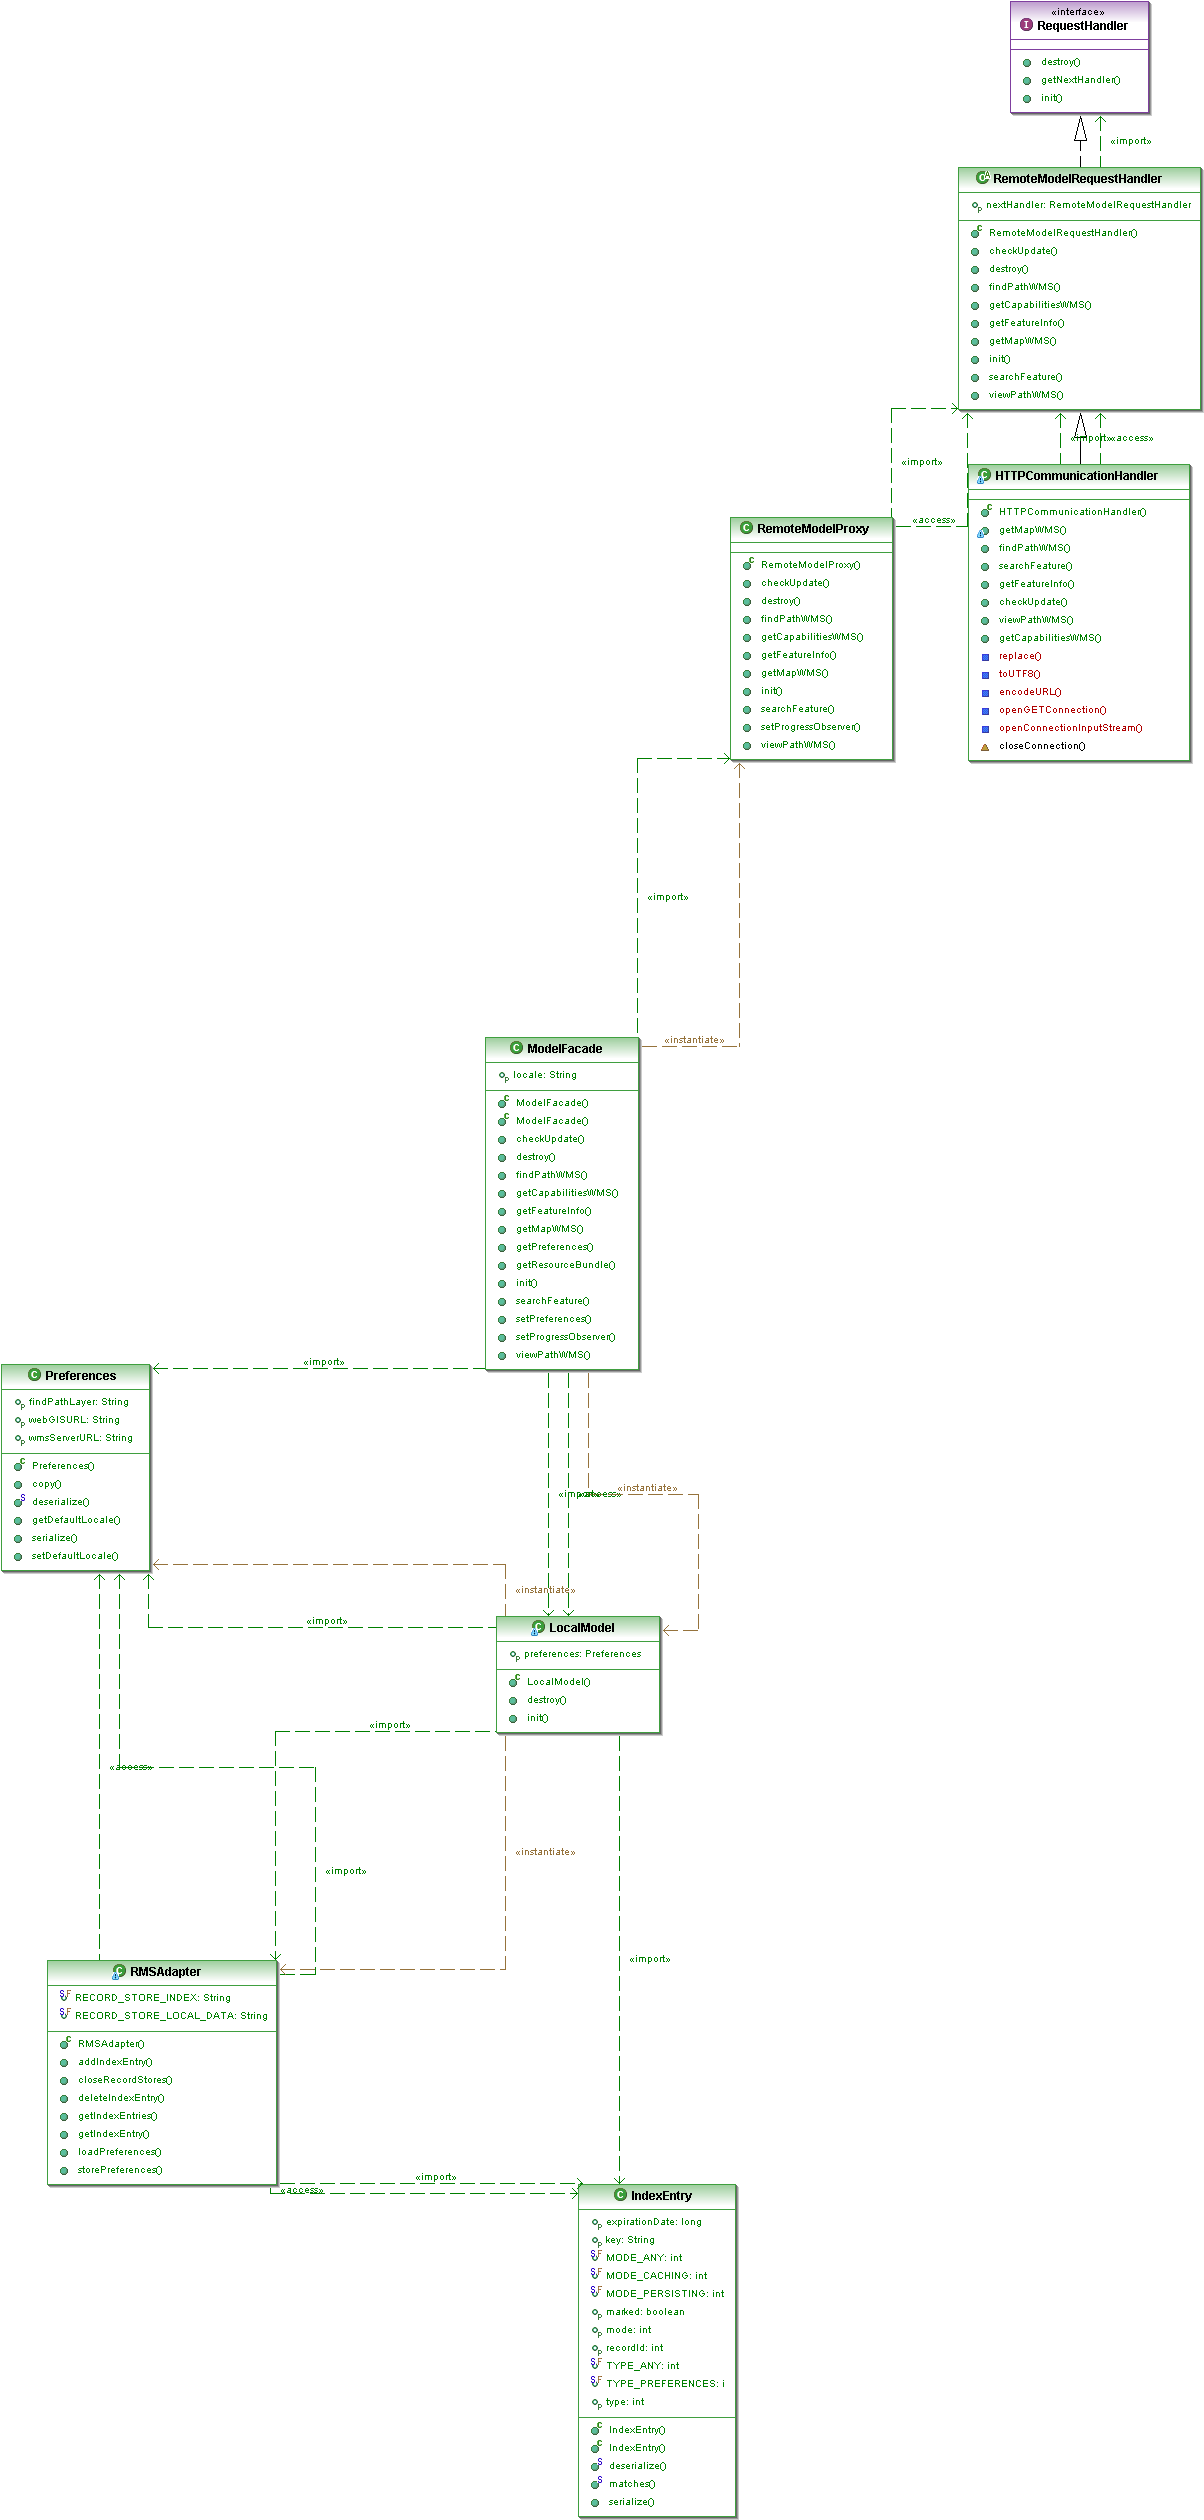 «interface»
RequestHandler
destroy()
getNextHandler()
init()
«import»
RemoteModelRequestHandler
nextHandler: RemoteModelRequestHandler
RemoteModelRequestHandler()
checkUpdate()
destroy()
findPathWMS()
getCapabilitiesWMS()
getFeatureInfo()
getMapWMS()
init()
searchFeature()
viewPathWMS()
«import»
«access»
«import»
«access»
HTTPCommunicationHandler
HTTPCommunicationHandler()
getMapWMS()
findPathWMS()
searchFeature()
getFeatureInfo()
checkUpdate()
viewPathWMS()
getCapabilitiesWMS()
replace()
toUTF8()
encodeURL()
openGETConnection()
openConnectionInputStream()
closeConnection()
RemoteModelProxy
RemoteModelProxy()
checkUpdate()
destroy()
findPathWMS()
getCapabilitiesWMS()
getFeatureInfo()
getMapWMS()
init()
searchFeature()
setProgressObserver()
viewPathWMS()
«import»
«instantiate»
ModelFacade
locale: String
ModelFacade()
ModelFacade()
checkUpdate()
destroy()
findPathWMS()
getCapabilitiesWMS()
getFeatureInfo()
getMapWMS()
getPreferences()
getResourceBundle()
init()
searchFeature()
setPreferences()
setProgressObserver()
viewPathWMS()
«import»
Preferences
findPathLayer: String
webGISURL: String
wmsServerURL: String
Preferences()
copy()
deserialize()
getDefaultLocale()
serialize()
setDefaultLocale()
«import»
«access»
«instantiate»
«instantiate»
«import»
LocalModel
preferences: Preferences
LocalModel()
destroy()
init()
«import»
«access»
«instantiate»
«import»
«import»
RMSAdapter
RECORD_STORE_INDEX: String
RECORD_STORE_LOCAL_DATA: String
RMSAdapter()
addIndexEntry()
closeRecordStores()
deleteIndexEntry()
getIndexEntries()
getIndexEntry()
loadPreferences()
storePreferences()
«import»
«access»
IndexEntry
expirationDate: long
key: String
MODE_ANY: int
MODE_CACHING: int
MODE_PERSISTING: int
marked: boolean
mode: int
recordId: int
TYPE_ANY: int
TYPE_PREFERENCES: i
type: int
IndexEntry()
IndexEntry()
deserialize()
matches()
serialize()